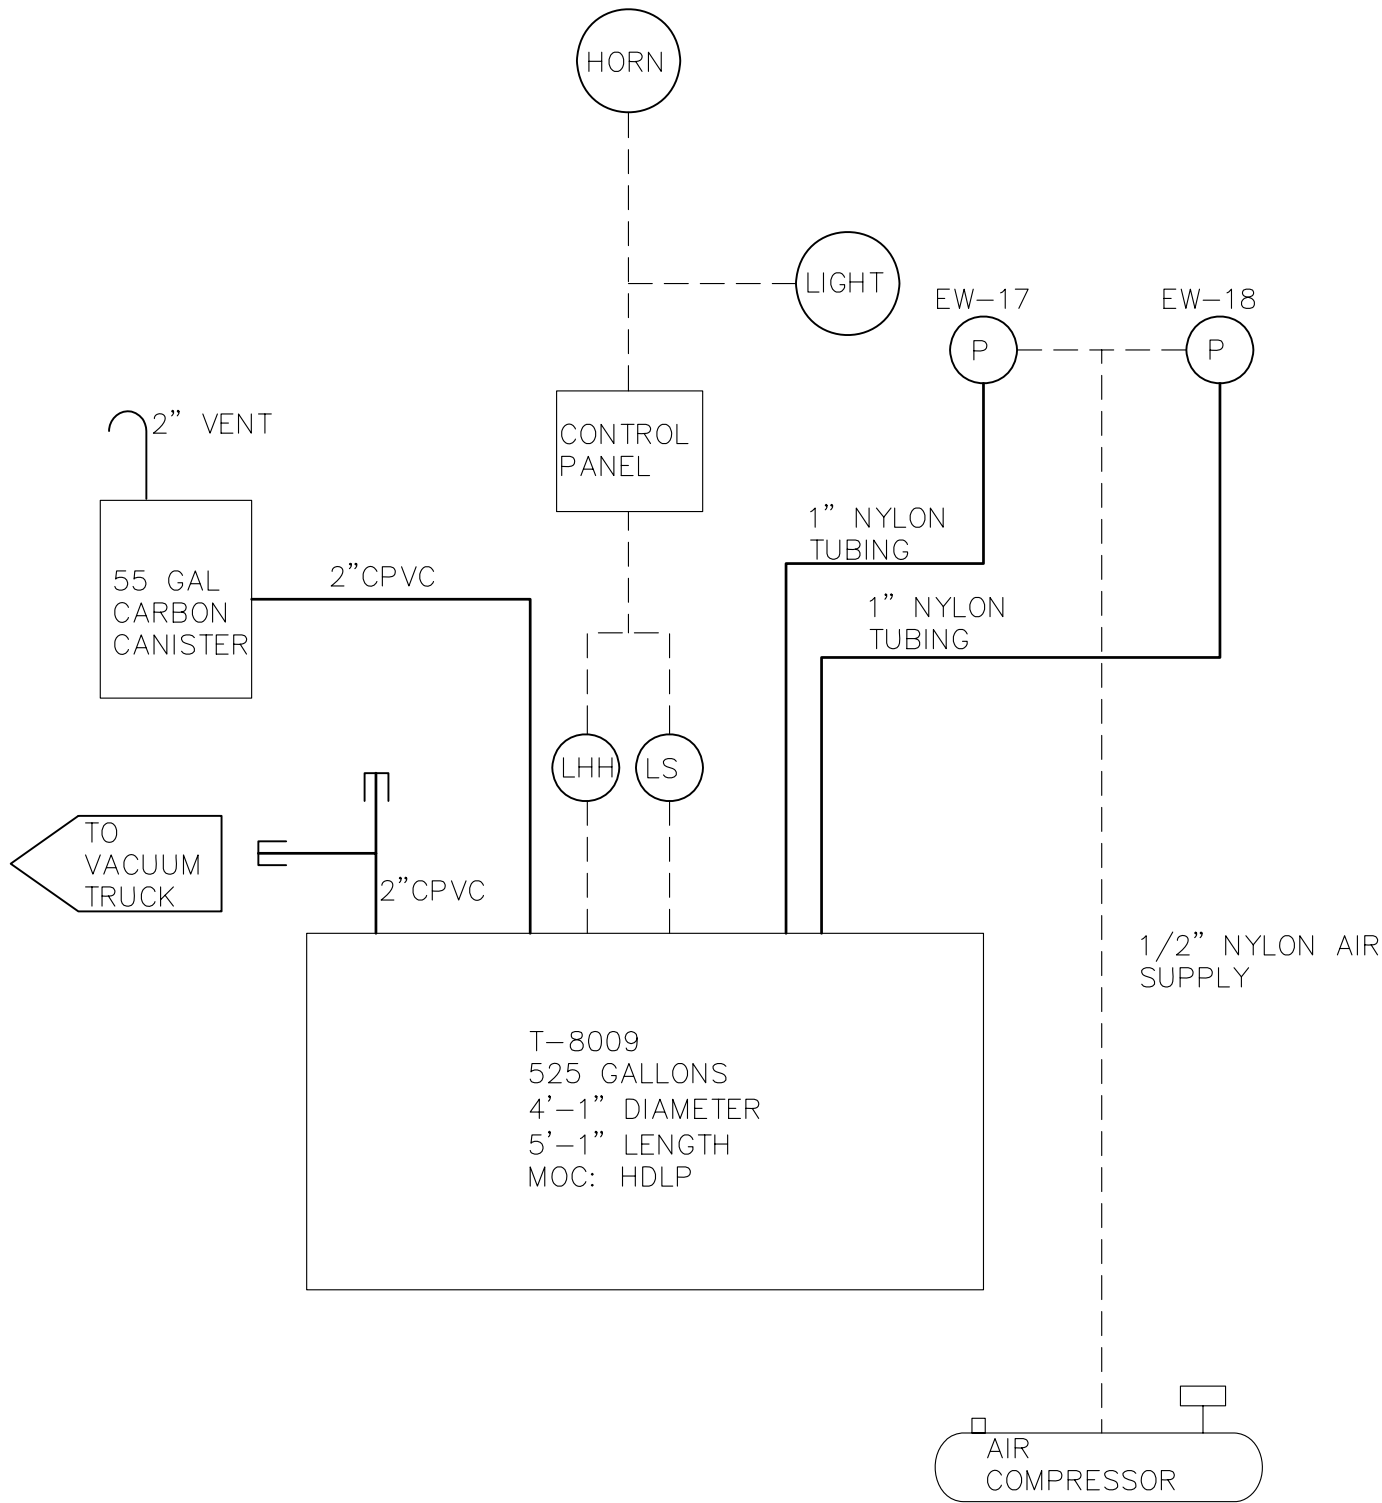 HORN
LIGHT
EW-17
EW-18
P
P
2" VENT
CONTROL
PANEL
1" NYLON
TUBING
55 GAL
CARBON
CANISTER
2"CPVC
1" NYLON
TUBING
LHH
LS
TO
VACUUM
TRUCK
2"CPVC
1/2" NYLON AIR
SUPPLY
T-8009
525 GALLONS
4'-1" DIAMETER
5'-1" LENGTH
MOC: HDLP
AIR
COMPRESSOR